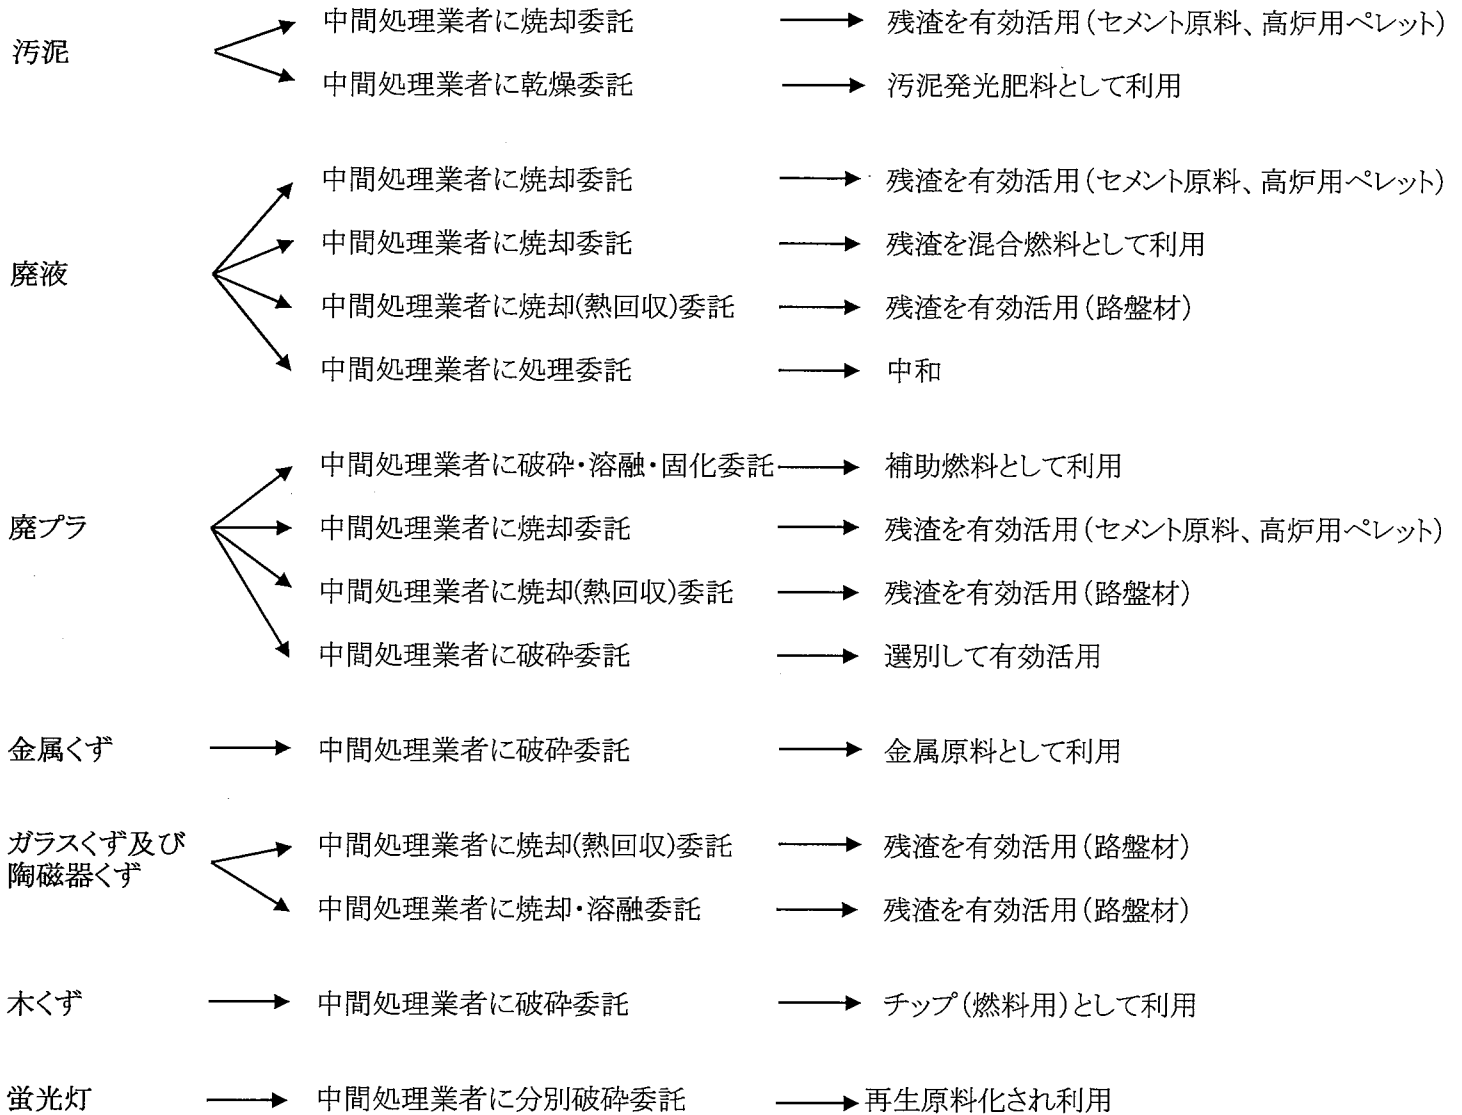 汚泥
中間処理業者に焼却委託 残渣を有効活用(セメント原料、高炉用ペレット)
中間処理業者に乾燥委託 汚泥発光肥料として利用
廃液
中間処理業者に焼却委託 残渣を有効活用(セメント原料、高炉用ペレット)
中間処理業者に焼却委託 残渣を混合燃料として利用
中間処理業者に焼却(熱回収)委託 残渣を有効活用(路盤材)
中間処理業者に処理委託 中和
廃プラ
中間処理業者に破砕・溶融・固化委託 補助燃料として利用
中間処理業者に焼却委託 残渣を有効活用(セメント原料、高炉用ペレット)
中間処理業者に焼却(熱回収)委託 残渣を有効活用(路盤材)
中間処理業者に破砕委託 選別して有効活用
金属くず 中間処理業者に破砕委託 金属原料として利用
ガラスくず及び
陶磁器くず
中間処理業者に焼却(熱回収)委託 残渣を有効活用(路盤材)
中間処理業者に焼却・溶融委託 残渣を有効活用(路盤材)
木くず 中間処理業者に破砕委託 チップ(燃料用)として利用
蛍光灯 中間処理業者に分別破砕委託 再生原料化され利用